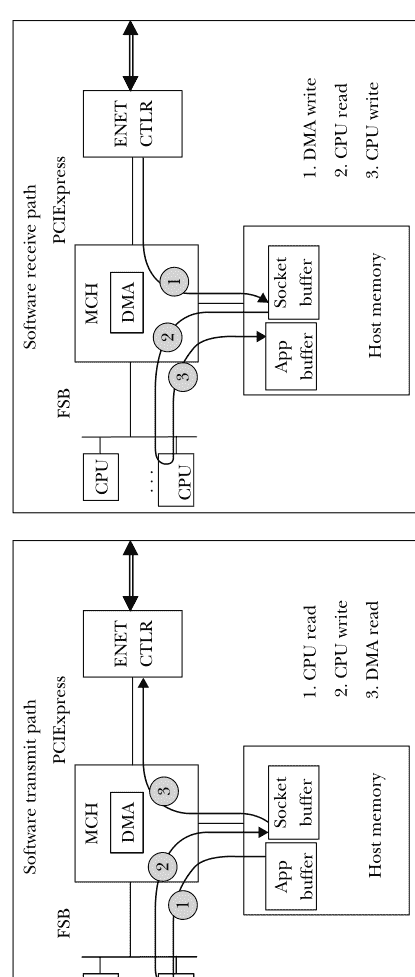 Software receive path
FSB
PCIExpress
MCH
DMA
ENET
CTLR
CPU
. . .
CPU
1
2
3
App
buffer
Socket
buffer
Host memory
1. DMA write
2. CPU read
3. CPU write
Software transmit path
FSB
PCIExpress
MCH
DMA
ENET
CTLR
1
2
3
App
buffer
Socket
buffer
Host memory
1. CPU read
2. CPU write
3. DMA read